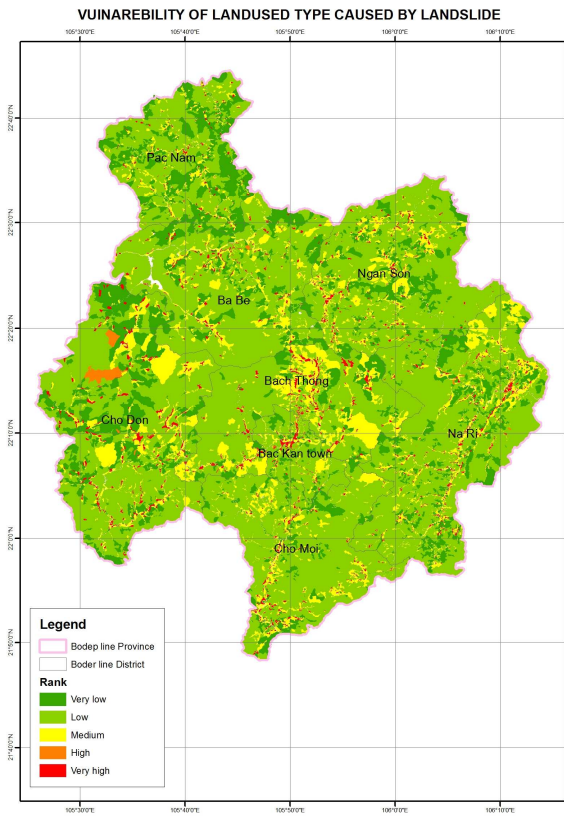 VUINAREBILITY OF LANDUSED TYPE CAUSED BY LANDSLIDE
105°30'0"E 105°40'0"E 105°50'0"E 106°0'0"E 106°10'0"E
22°40'0"N
22°30'0"N
22°20'0"N
22°10'0"N
22°0'0"N
21°50'0"N
21°40'0"N
Pac Nam
Ngan Son
Ba Be
Bach Thong
Cho Don
Na Ri
Bac Kan town
Cho Moi
Legend
Bodep line Province
Boder line District
Rank
Very low
Low
Medium
High
Very high
105°30'0"E 105°40'0"E 105°50'0"E 106°0'0"E 106°10'0"E